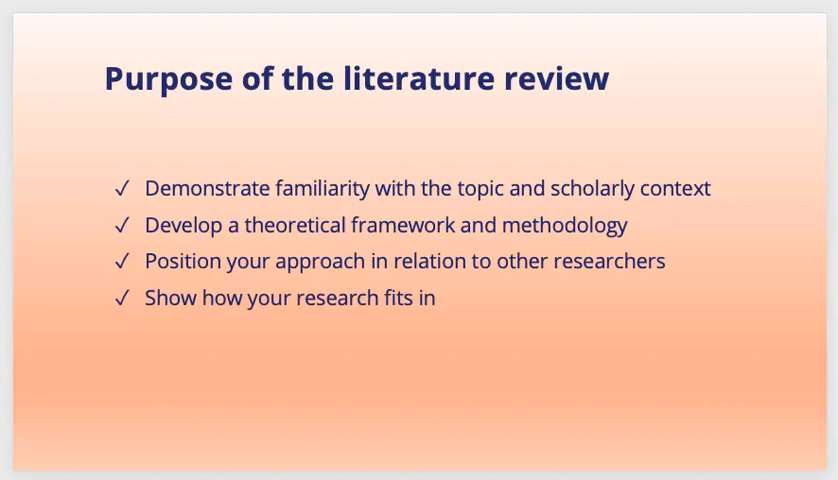 Purpose of the literature review
✓ Demonstrate familiarity with the topic and scholarly context
✓ Develop a theoretical framework and methodology
✓ Position your approach in relation to other researchers
✓ Show how your research fits in